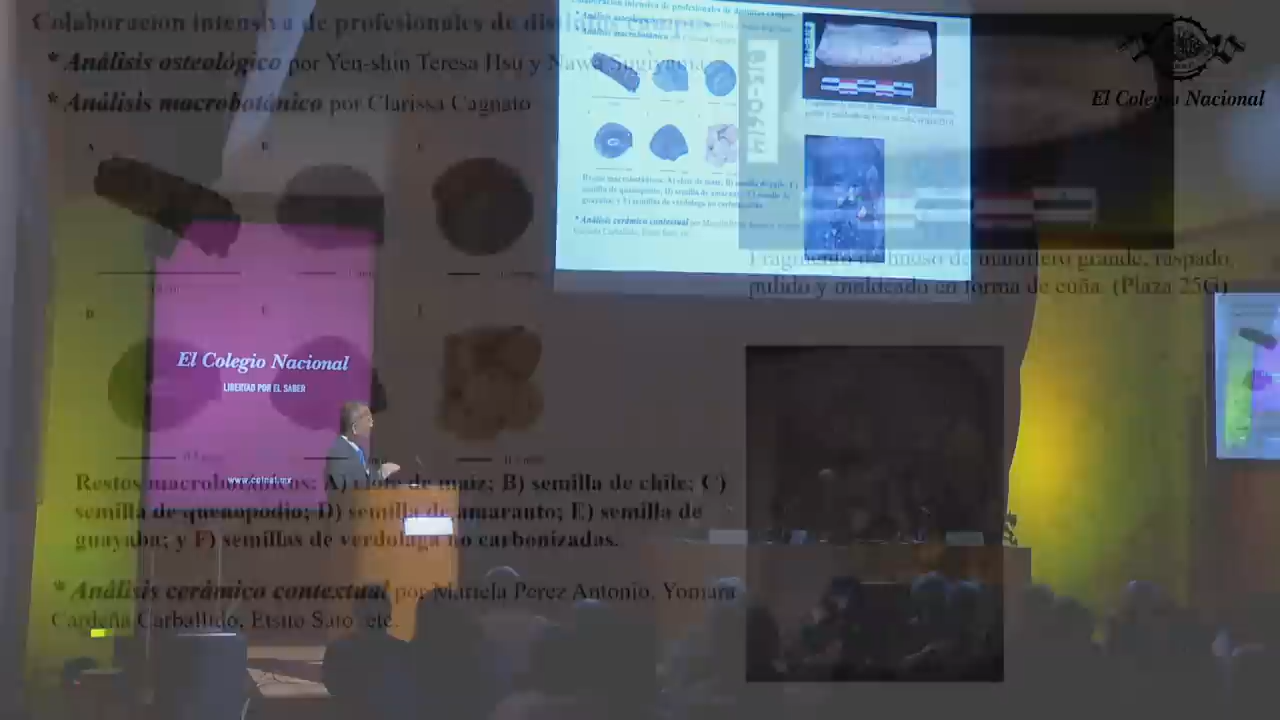 Colaboración intensiva de profesionales de distintos campos
* Análisis osteológico por Yen-shin Teresa Hsu y Nawa Sugiyama
* Análisis macrobotánico por Clarissa Cagnato
A
B
Restos macrobotánicos: A) elote de maíz; B) semilla de chile; C)
semilla de quenopodio; D) semilla de amaranto; E) semilla de
guayaba; y F) semillas de verdolaga no carbonizadas.
* Análisis cerámico contextual por Mariela Perez Antonio, Yomara
Cardeña Carballido, Etsuo Sato, etc.
Fragmento de hueso de mamífero grande, raspado,
pulido y moldeado en forma de cuña. (Plaza 25G)
El Colegio Nacional
El Colegio Nacional
LIBERTAD POR EL SABER
www.colnal.mx